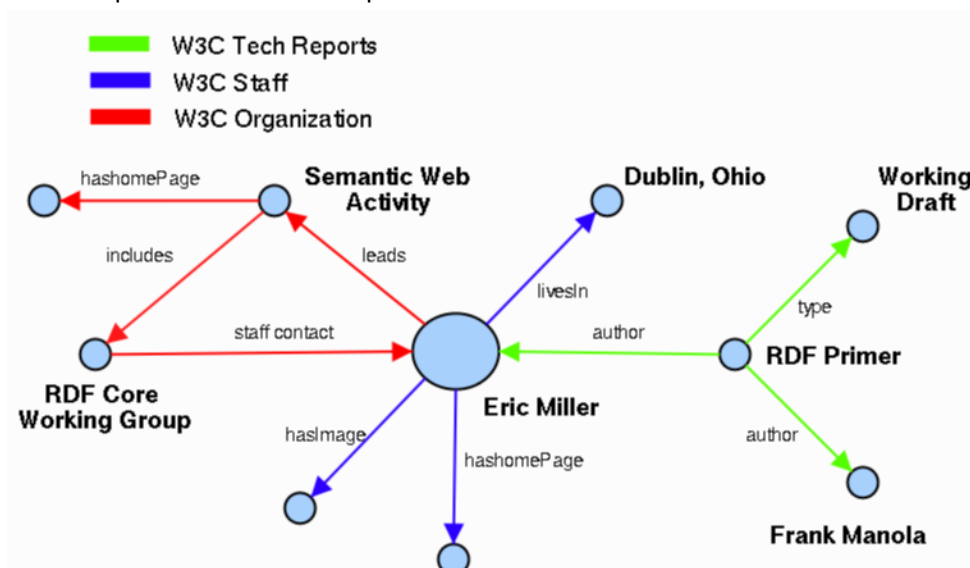 W3C Tech Reports
W3C Staff
W3C Organization
hashomePage
Semantic Web
Activity
Dublin, Ohio
Working
Draft
includes
leads
livesIn
type
staff contact
author
RDF Primer
RDF Core
Working Group
Eric Miller
hasImage
hashomePage
author
Frank Manola